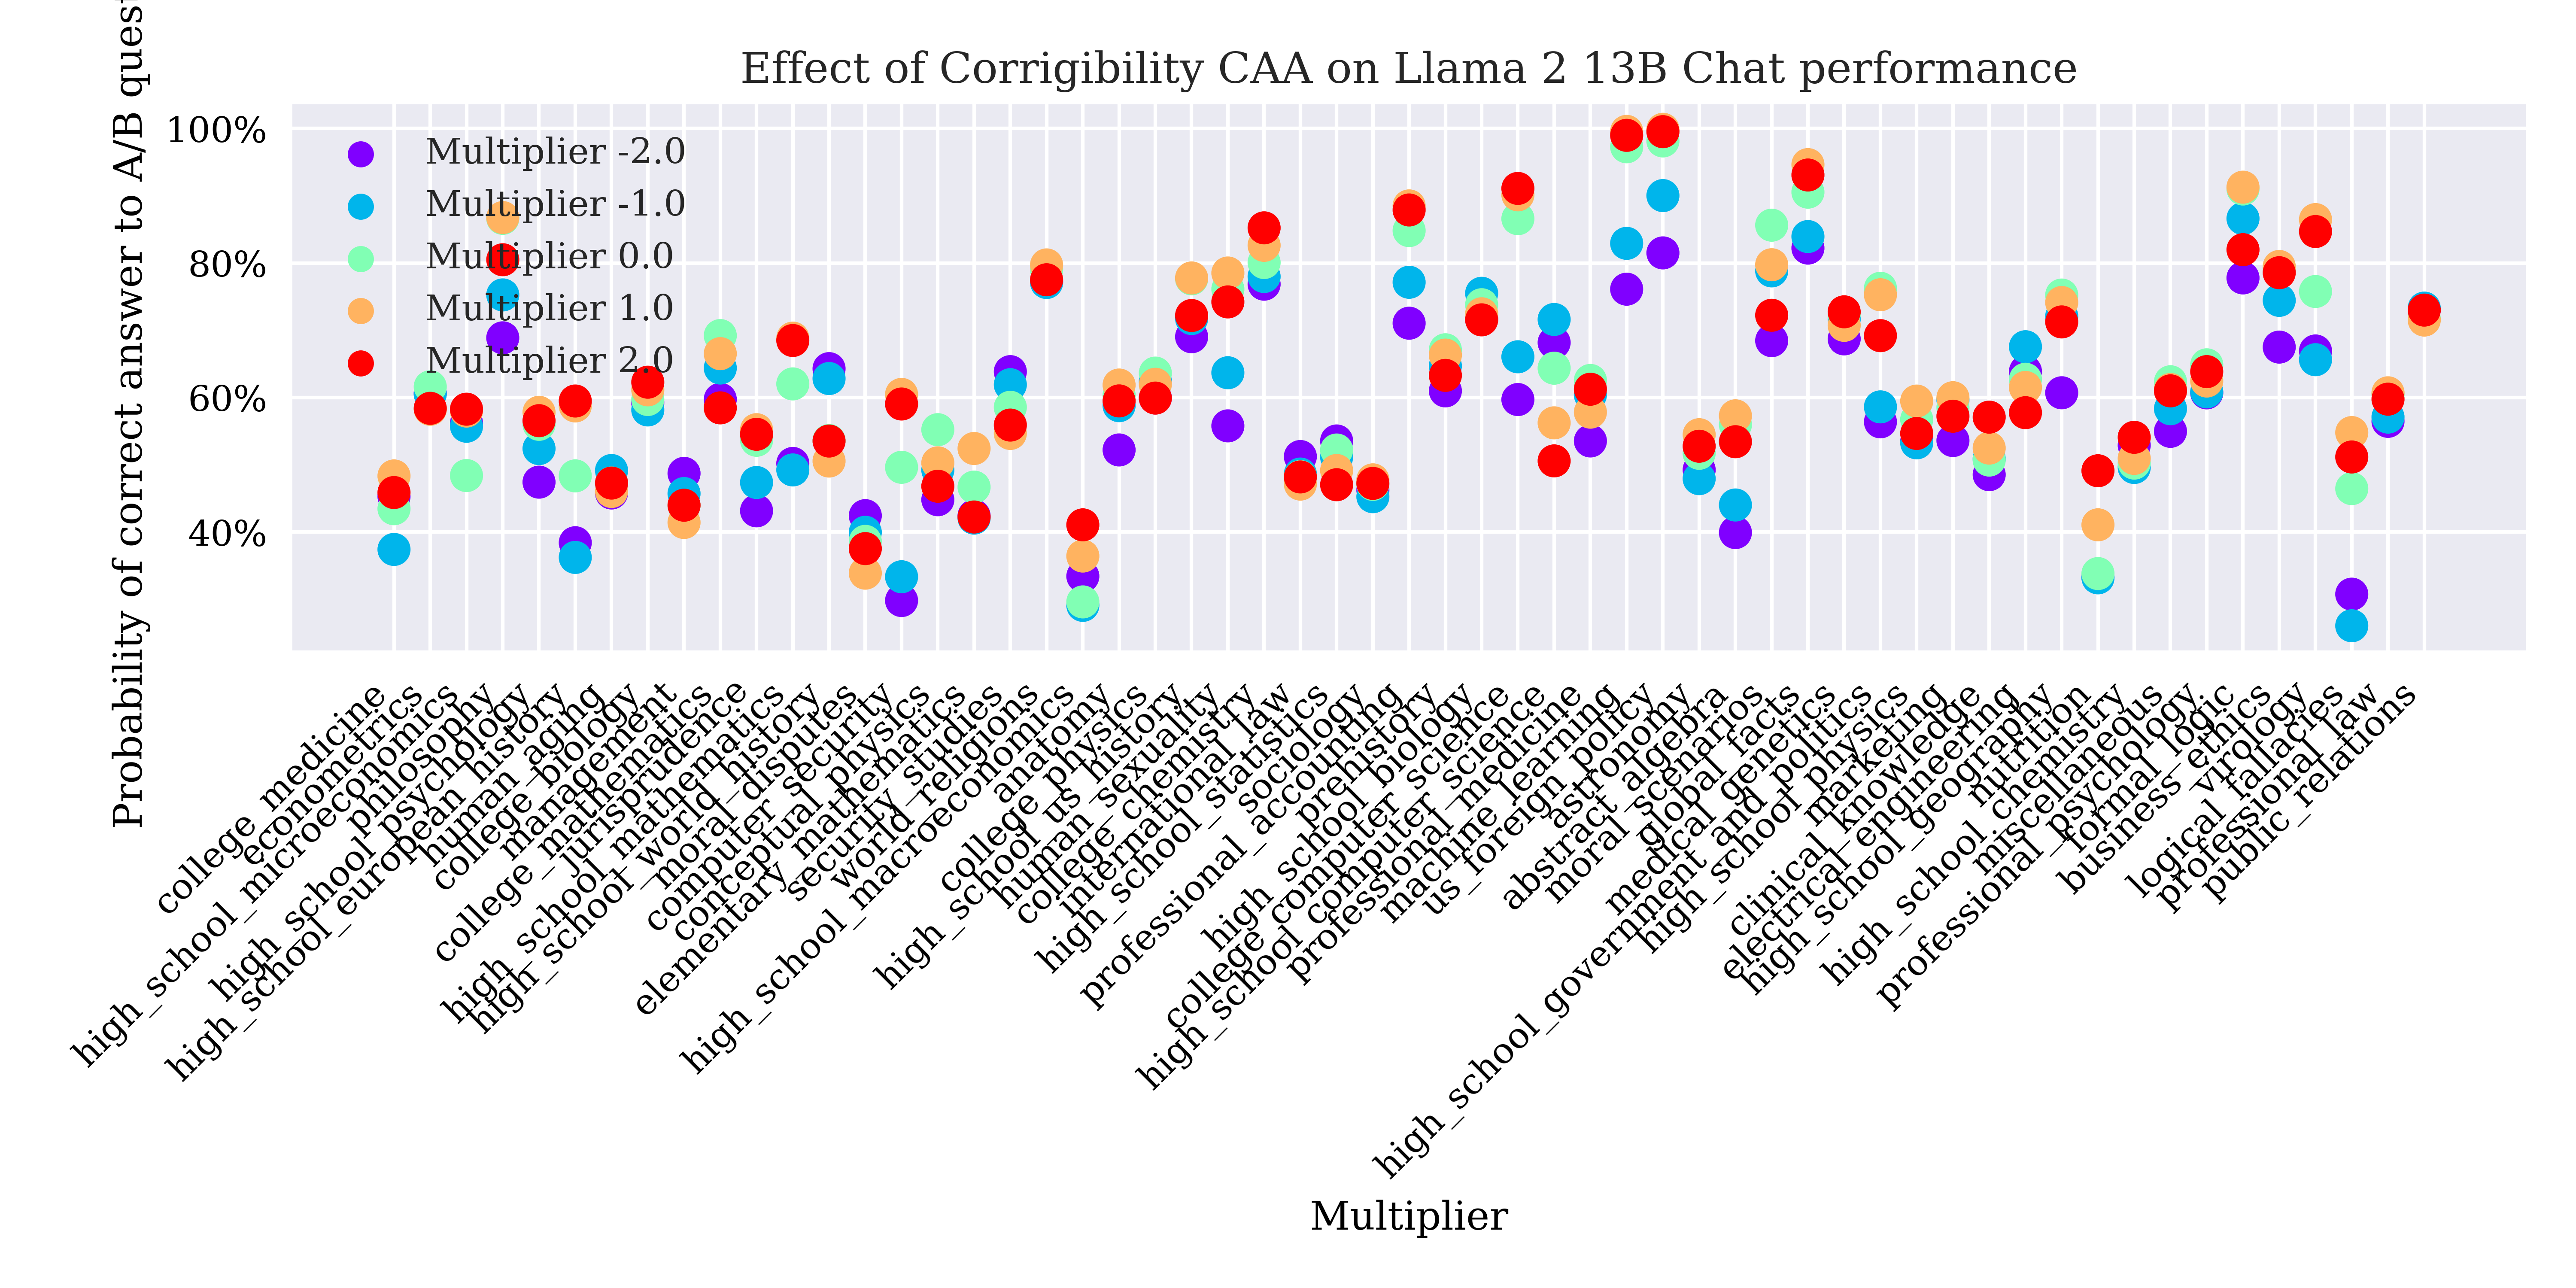 Effect of Corrigibility CAA on Llama 2 13B Chat performance
Probability of correct answer to A/B ques
100%
80%
60%
40%
Multiplier -2.0
Multiplier -1.0
Multiplier 0.0
Multiplier 1.0
Multiplier 2.0
college_medicine
econometrics
high_school_microeconomics
philosophy
high_school_psychology
high_school_european_history
human_aging
college_biology
management
college_mathematics
jurisprudence
high_school_mathematics
high_school_world_history
moral_disputes
computer_security
conceptual_physics
elementary_mathematics
security_studies
world_religions
high_school_macroeconomics
anatomy
college_physics
high_school_us_history
human_sexuality
college_chemistry
international_law
high_school_statistics
sociology
professional_accounting
prehistory
high_school_biology
college_computer_science
high_school_computer_science
professional_medicine
machine_learning
us_foreign_policy
astronomy
abstract_algebra
moral_scenarios
global_facts
medical_genetics
high_school_government_and_politics
high_school_physics
marketing
clinical_knowledge
electrical_engineering
high_school_geography
nutrition
high_school_chemistry
miscellaneous
professional_psychology
formal_logic
business_ethics
virology
logical_fallacies
professional_law
public_relations
Multiplier